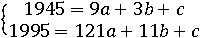 1945 = 9a + 3b + c
1995 = 121a + 11b + c